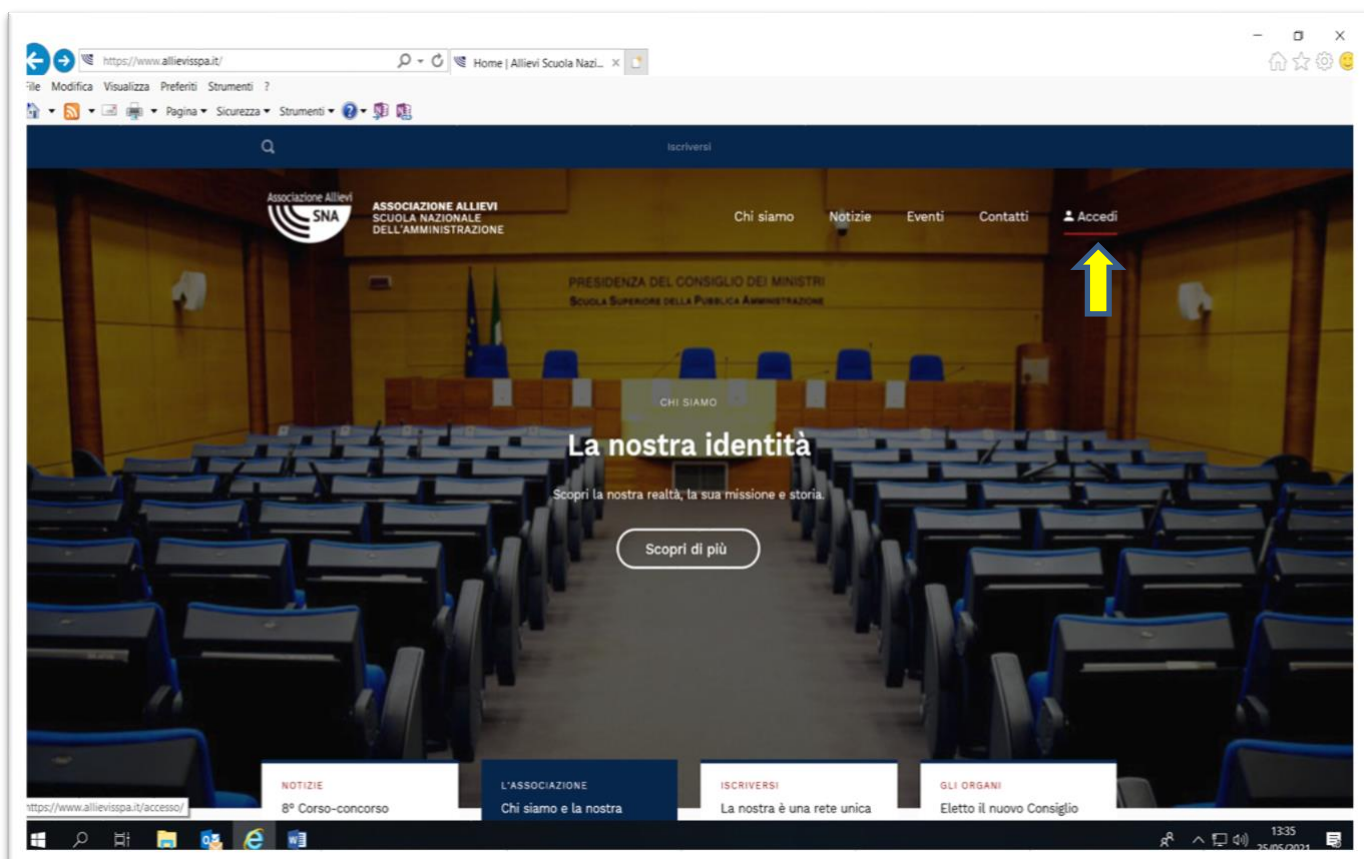 https://www.allievisspa.it/
Home | Allievi Scuola Nazi...
File Modifica Visualizza Preferiti Strumenti ?
Pagina Sicurezza Strumenti
Iscriversi
Associazione Allievi
SNA
ASSOCIAZIONE ALLIEVI
SCUOLA NAZIONALE
DELL'AMMINISTRAZIONE
Chi siamo Notizie Eventi Contatti Accedi
PRESIDENZA DEL CONSIGLIO DEI MINISTRI
SCUOLA SUPERIORE DELLA PUBBLICA AMMINISTRAZIONE
CHI SIAMO
La nostra identità
Scopri la nostra realtà, la sua missione e storia.
Scopri di più
NOTIZIE
8° Corso-concorso
L'ASSOCIAZIONE
Chi siamo e la nostra
ISCRIVERSI
La nostra è una rete unica
GLI ORGANI
Eletto il nuovo Consiglio
https://www.allievisspa.it/accesso/
13:35
25/05/2021